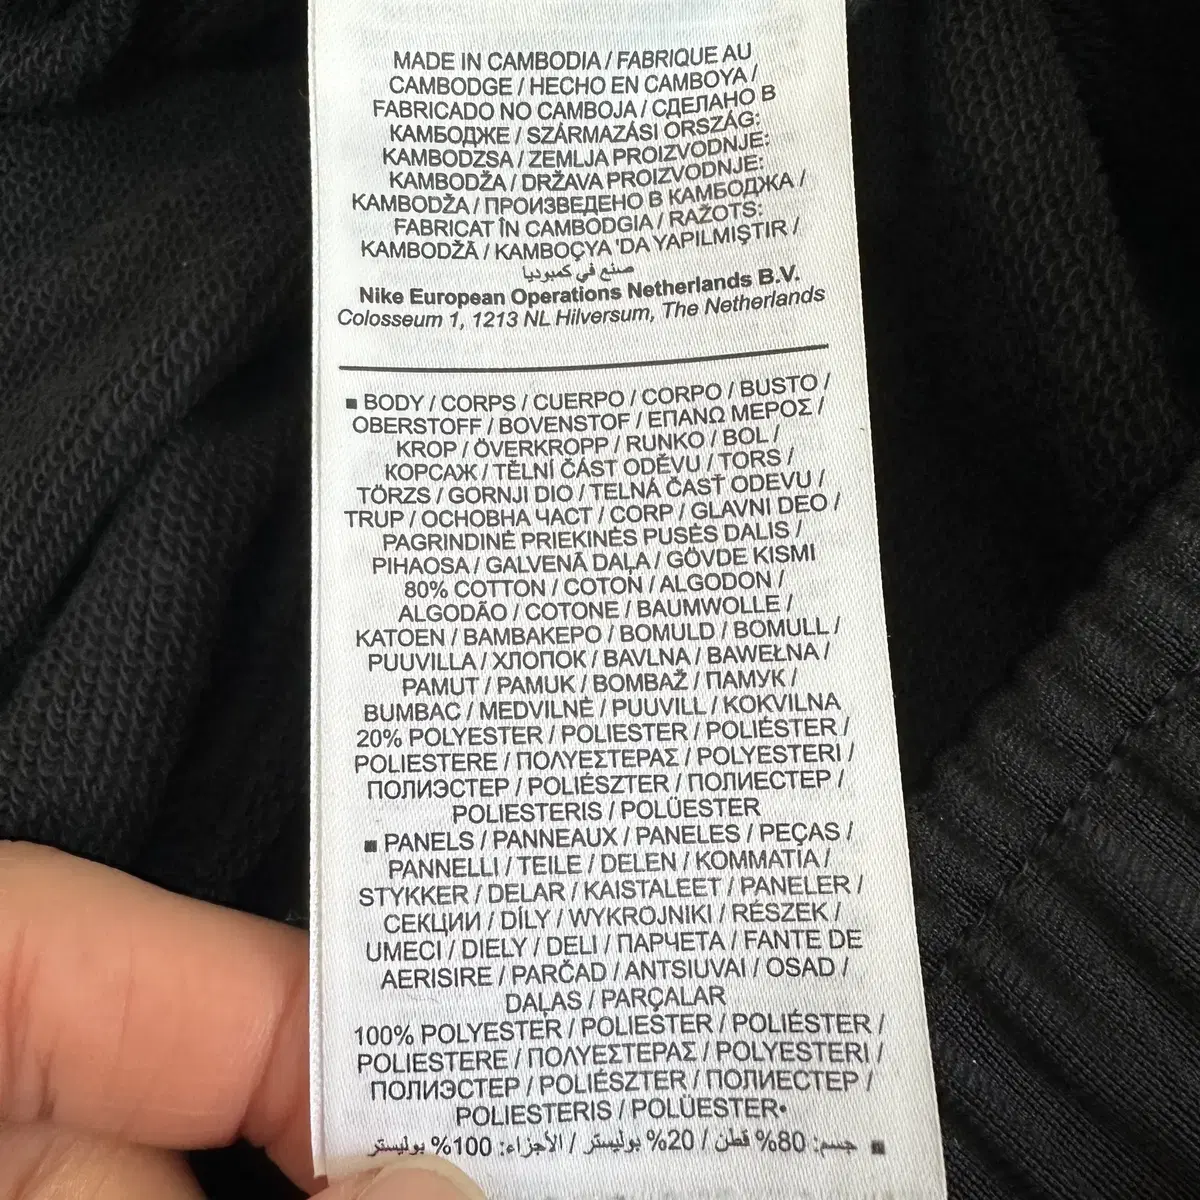 MADE IN CAMBODIA / FABRIQUE AU
CAMBODGE / HECHO EN CAMBOYA /
FABRICADO NO CAMBOJA / СДЕЛАНО В
КАМБОДЖЕ / SZÁRMAZÁSI ORSZÁG:
KAMBODZSA / ZEMLJA PROIZVODNJE:
KAMBODŽA / DRŽAVA PROIZVODNJE:
KAMBODŽA / ПРОИЗВЕДЕНО В КАМБОДЖА /
FABRICAT ÎN CAMBODGIA / RAŽOTS:
KAMBODŽĀ / KAMBOÇYA 'DA YAPILMIŞTIR /
صنع في كمبوديا
Nike European Operations Netherlands B.V.
Colosseum 1, 1213 NL Hilversum, The Netherlands
■ BODY / CORPS / CUERPO / CORPO / BUSTO /
OBERSTOFF / BOVENSTOF / ΕΠΑΝΩ ΜΕΡΟΣ /
KROP / ÖVERKROPP / RUNKO / BOL /
КОРСАЖ / TĚLNÍ ČÁST ODĚVU / TORS /
TÖRZS / GORNJI DIO / TELNÁ ČASŤ ODEVU /
TRUP / ОСНОВНА ЧАСТ / CORP / GLAVNI DEO /
PAGRINDINĖ PRIEKINĖS PUSĖS DALIS /
PIHAOSA / GALVENĀ DAĻA / GÖVDE KISMI
80% COTTON / COTON / ALGODON /
ALGODÃO / COTONE / BAUMWOLLE /
KATOEN / ΒΑΜΒΑΚΕΡΟ / BOMULD / BOMULL /
PUUVILLA / ХЛОПОК / BAVLNA / BAWEŁNA /
PAMUT / PAMUK / BOMBAŽ / ПАМУК /
BUMBAC / MEDVILNĖ / PUUVILL / KOKVILNA
20% POLYESTER / POLIESTER / POLIÉSTER /
POLIESTERE / ΠΟΛΥΕΣΤΕΡΑΣ / POLYESTERI /
ПОЛИЭСТЕР / POLIÉSZTER / ПОЛИЕСТЕР /
POLIESTERIS / POLÜESTER
■ PANELS / PANNEAUX / PANELES / PEÇAS /
PANNELLI / TEILE / DELEN / ΚΟΜΜΑΤΙΑ /
STYKKER / DELAR / KAISTALEET / PANELER /
СЕКЦИИ / DÍLY / WYKROJNIKI / RÉSZEK /
UMECI / DIELY / DELI / ПАРЧЕТА / FANTE DE
AERISIRE / PARČAD / ANTSIUVAI / OSAD /
DAĻAS / PARÇALAR
100% POLYESTER / POLIESTER / POLIÉSTER /
POLIESTERE / ΠΟΛΥΕΣΤΕΡΑΣ / POLYESTERI /
ПОЛИЭСТЕР / POLIÉSZTER / ПОЛИЕСТЕР /
POLIESTERIS / POLÜESTER•
■ جسم: 80% قطن / 20% بوليستر / الأجزاء: 100% بوليستر